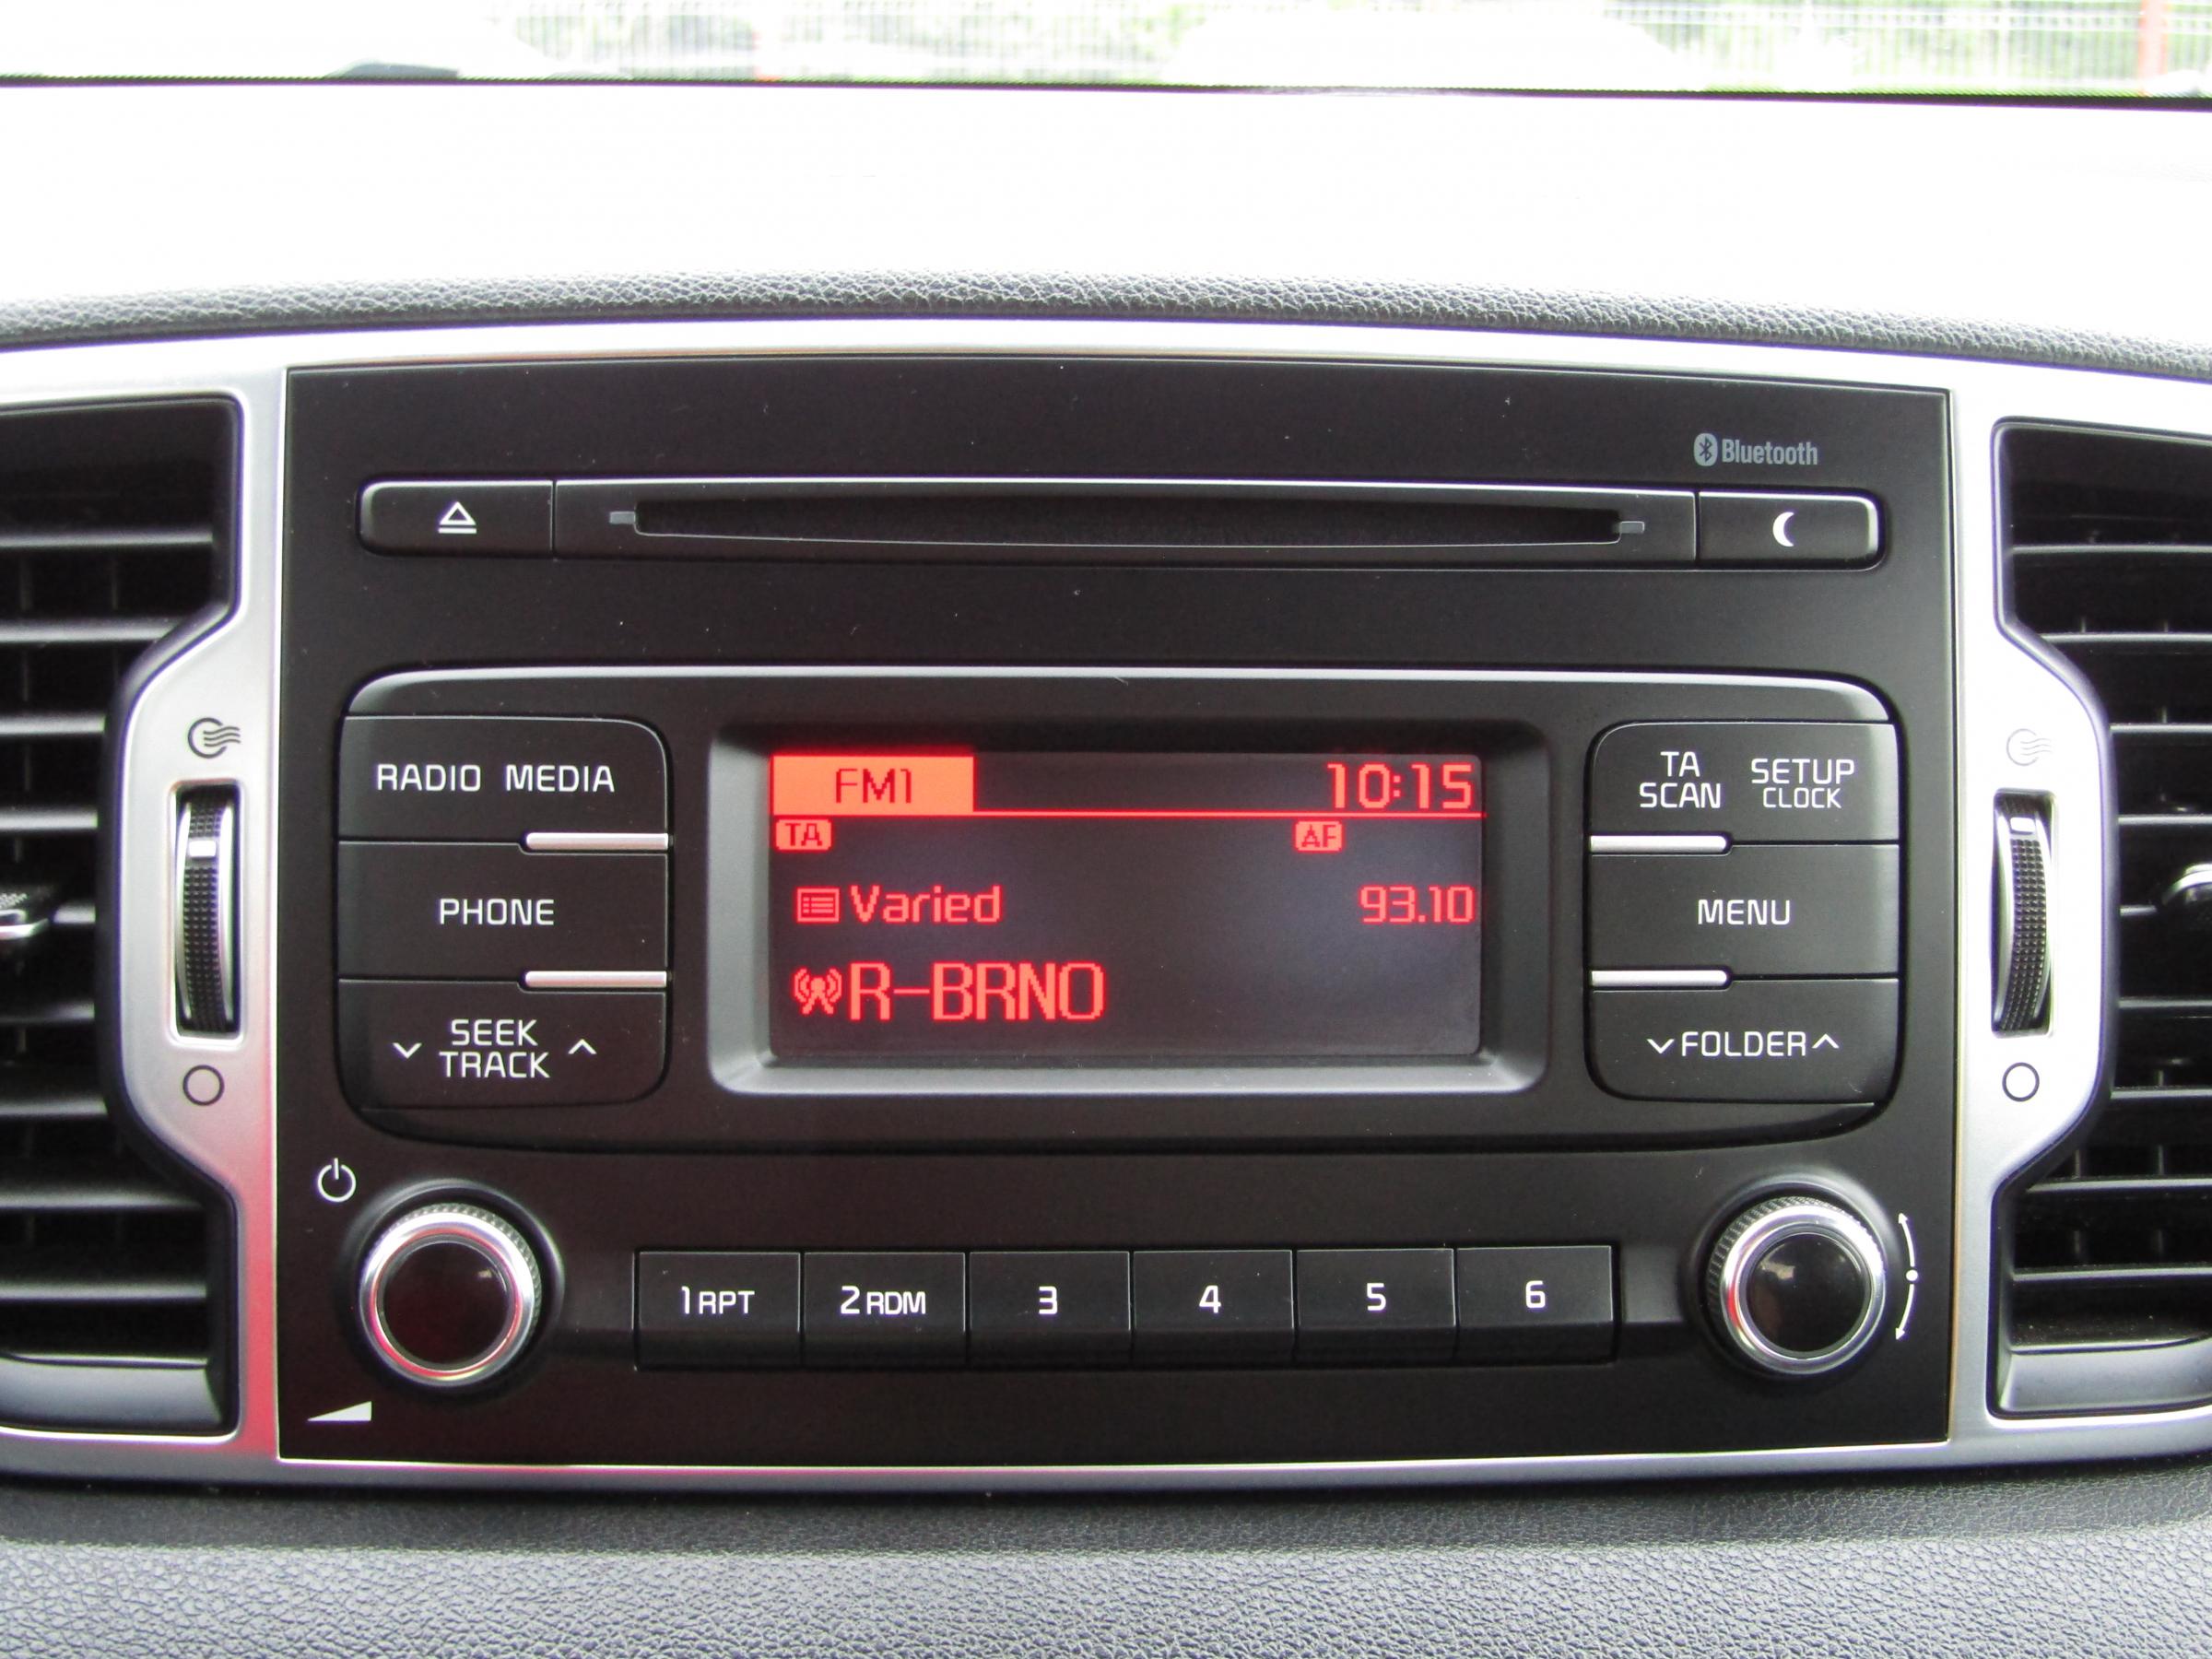 Bluetooth
RADIO MEDIA
PHONE
SEEK
TRACK
FM1 10:15
TA AF
Varied 93.10
R-BRNO
TA
SCAN
SETUP
CLOCK
MENU
FOLDER
1 RPT 2 RDM 3 4 5 6